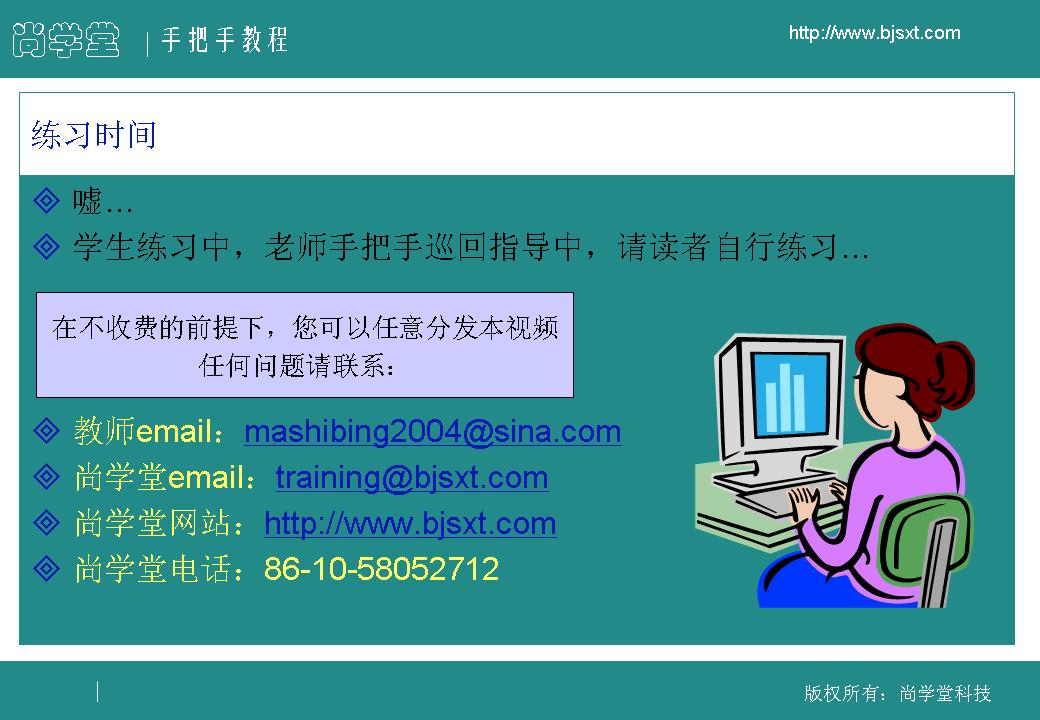 尚学堂 | 手把手教程
http://www.bjsxt.com
练习时间
嘘…
学生练习中，老师手把手巡回指导中，请读者自行练习…
在不收费的前提下，您可以任意分发本视频
任何问题请联系：
教师email：mashibing2004@sina.com
尚学堂email：training@bjsxt.com
尚学堂网站：http://www.bjsxt.com
尚学堂电话：86-10-58052712
版权所有：尚学堂科技